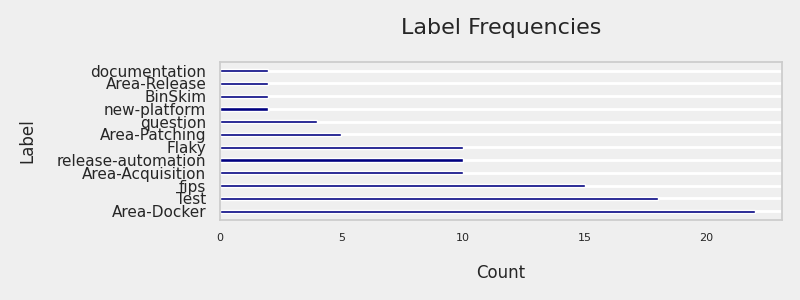 Label Frequencies
documentation
Area-Release
BinSkim
new-platform
question
Area-Patching
Flaky
release-automation
Area-Acquisition
fips
Test
Area-Docker
Label
0 5 10 15 20
Count